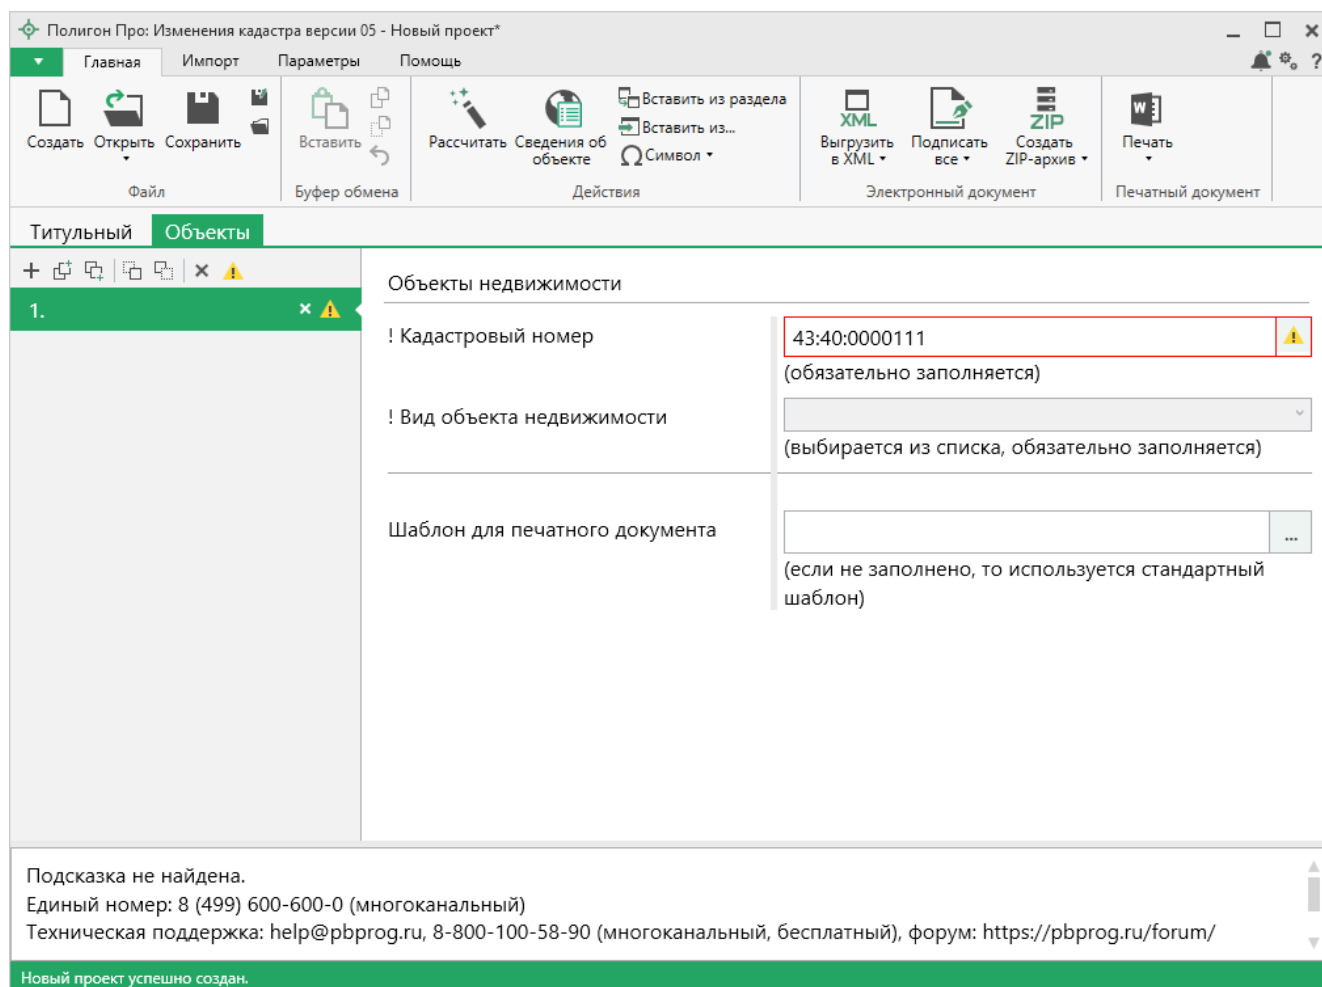 Полигон Про: Изменения кадастра версии 05 - Новый проект*
Главная Импорт Параметры Помощь
Создать Открыть Сохранить
Файл
Вставить
Буфер обмена
Рассчитать Сведения об объекте
Вставить из раздела
Вставить из...
Символ
Действия
XML ZIP
Выгрузить Подписать Создать
в XML все ZIP-архив
Электронный документ
W
Печать
Печатный документ
Титульный Объекты
1.
Объекты недвижимости
! Кадастровый номер 43:40:0000111
(обязательно заполняется)
! Вид объекта недвижимости
(выбирается из списка, обязательно заполняется)
Шаблон для печатного документа ...
(если не заполнено, то используется стандартный
шаблон)
Подсказка не найдена.
Единый номер: 8 (499) 600-600-0 (многоканальный)
Техническая поддержка: help@pbprog.ru, 8-800-100-58-90 (многоканальный, бесплатный), форум: https://pbprog.ru/forum/
Новый проект успешно создан.